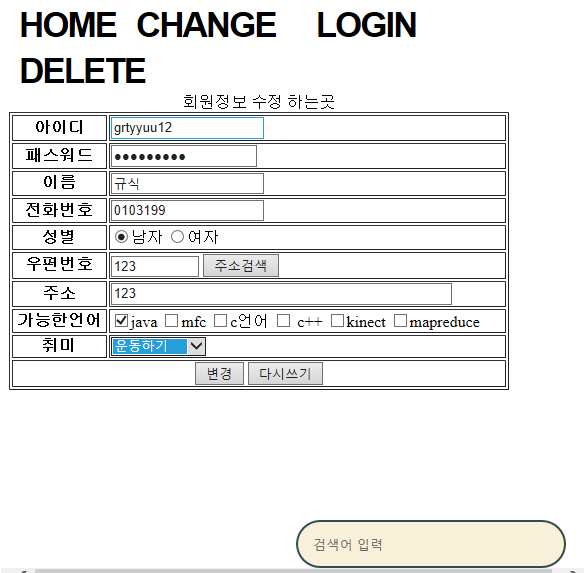 HOME CHANGE LOGIN
DELETE
회원정보 수정 하는곳
아이디 grtyyuu12
패스워드 ●●●●●●●●●
이름 규식
전화번호 0103199
성별 남자 여자
우편번호 123 주소검색
주소 123
가능한언어 java mfc c언어 c++ kinect mapreduce
취미 운동하기
변경 다시쓰기
검색어 입력